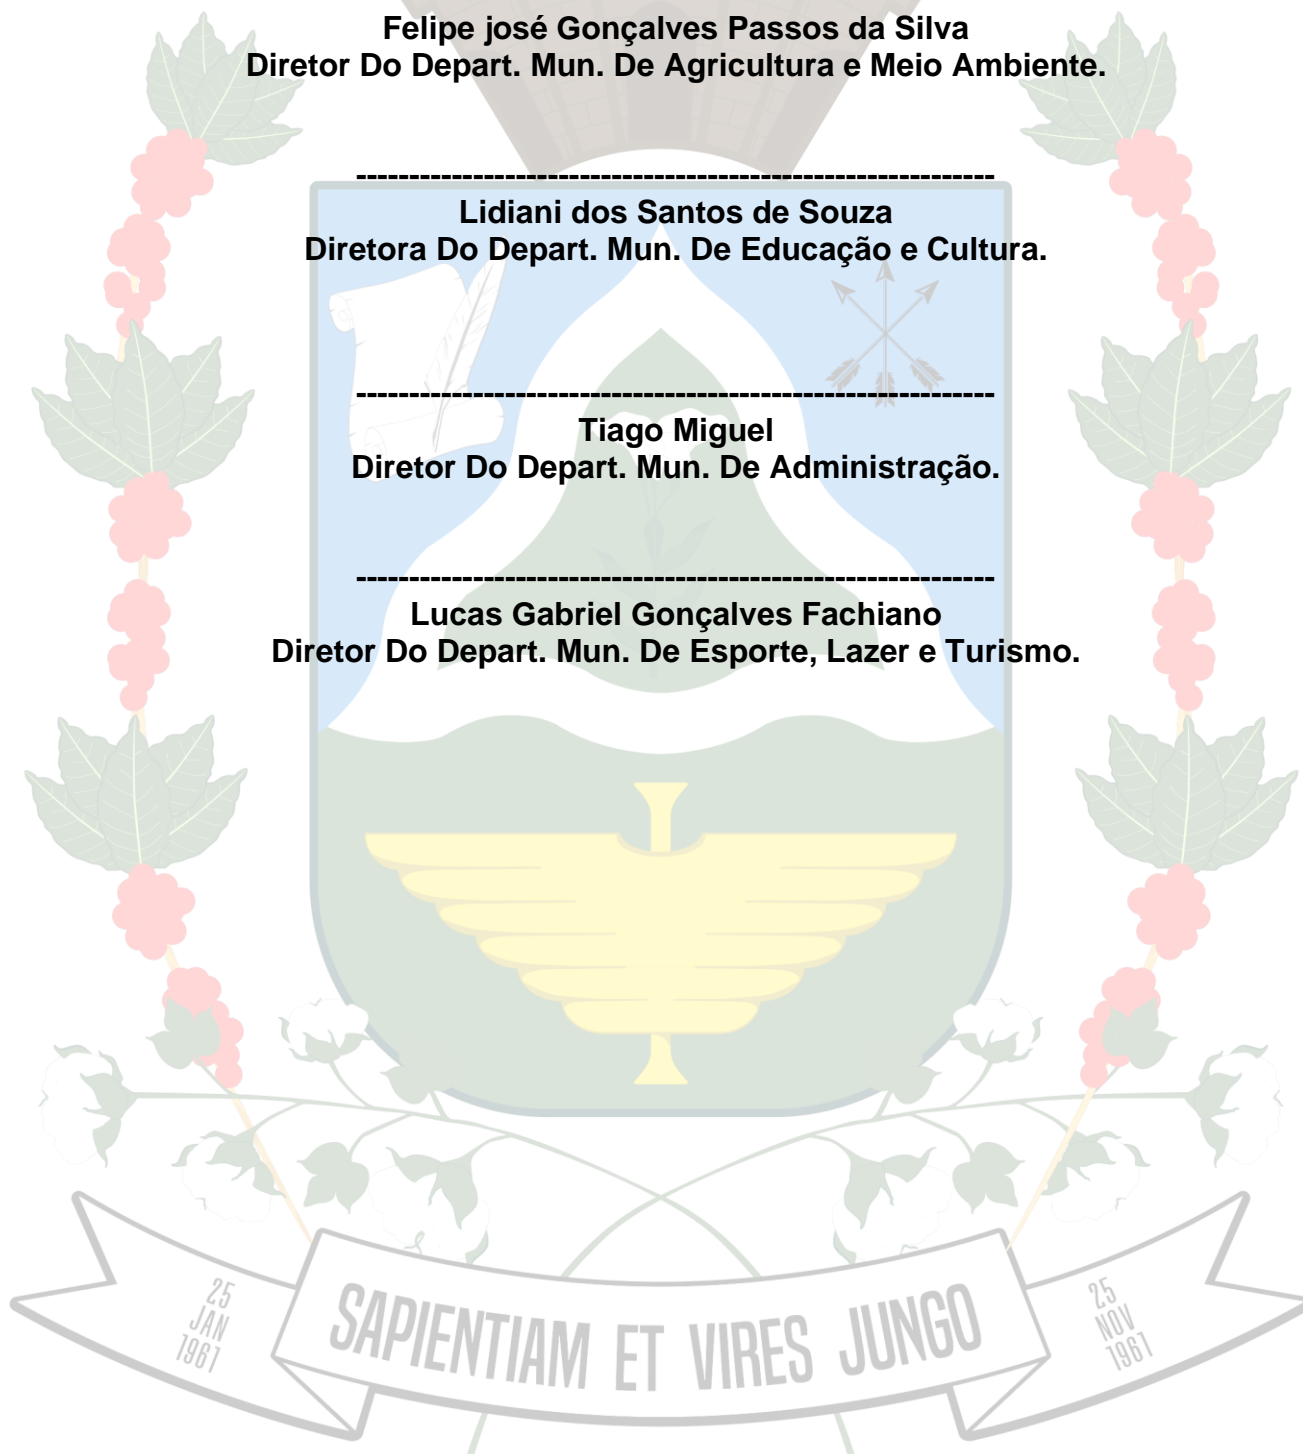 Felipe josé Gonçalves Passos da Silva
Diretor Do Depart. Mun. De Agricultura e Meio Ambiente.
-------------------------------------------------------------
Lidiani dos Santos de Souza
Diretora Do Depart. Mun. De Educação e Cultura.
-------------------------------------------------------------
Tiago Miguel
Diretor Do Depart. Mun. De Administração.
-------------------------------------------------------------
Lucas Gabriel Gonçalves Fachiano
Diretor Do Depart. Mun. De Esporte, Lazer e Turismo.
25
JAN
1961
SAPIENTIAM ET VIRES JUNGO
25
NOV
1961